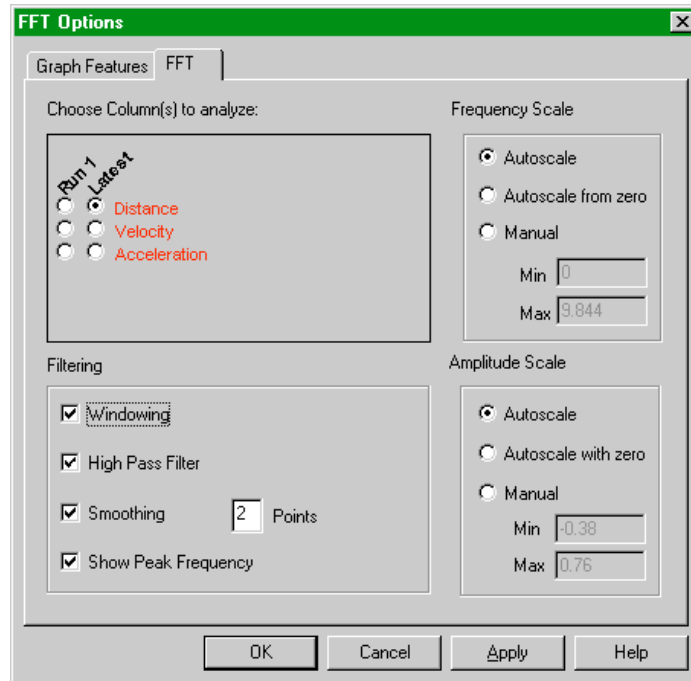 FFT Options
Graph Features
FFT
Choose Column(s) to analyze:
Run 1
Latest
Distance
Velocity
Acceleration
Frequency Scale
Autoscale
Autoscale from zero
Manual
Min 0
Max 9.844
Filtering
Windowing
High Pass Filter
Smoothing 2 Points
Show Peak Frequency
Amplitude Scale
Autoscale
Autoscale with zero
Manual
Min -0.38
Max 0.76
OK
Cancel
Apply
Help